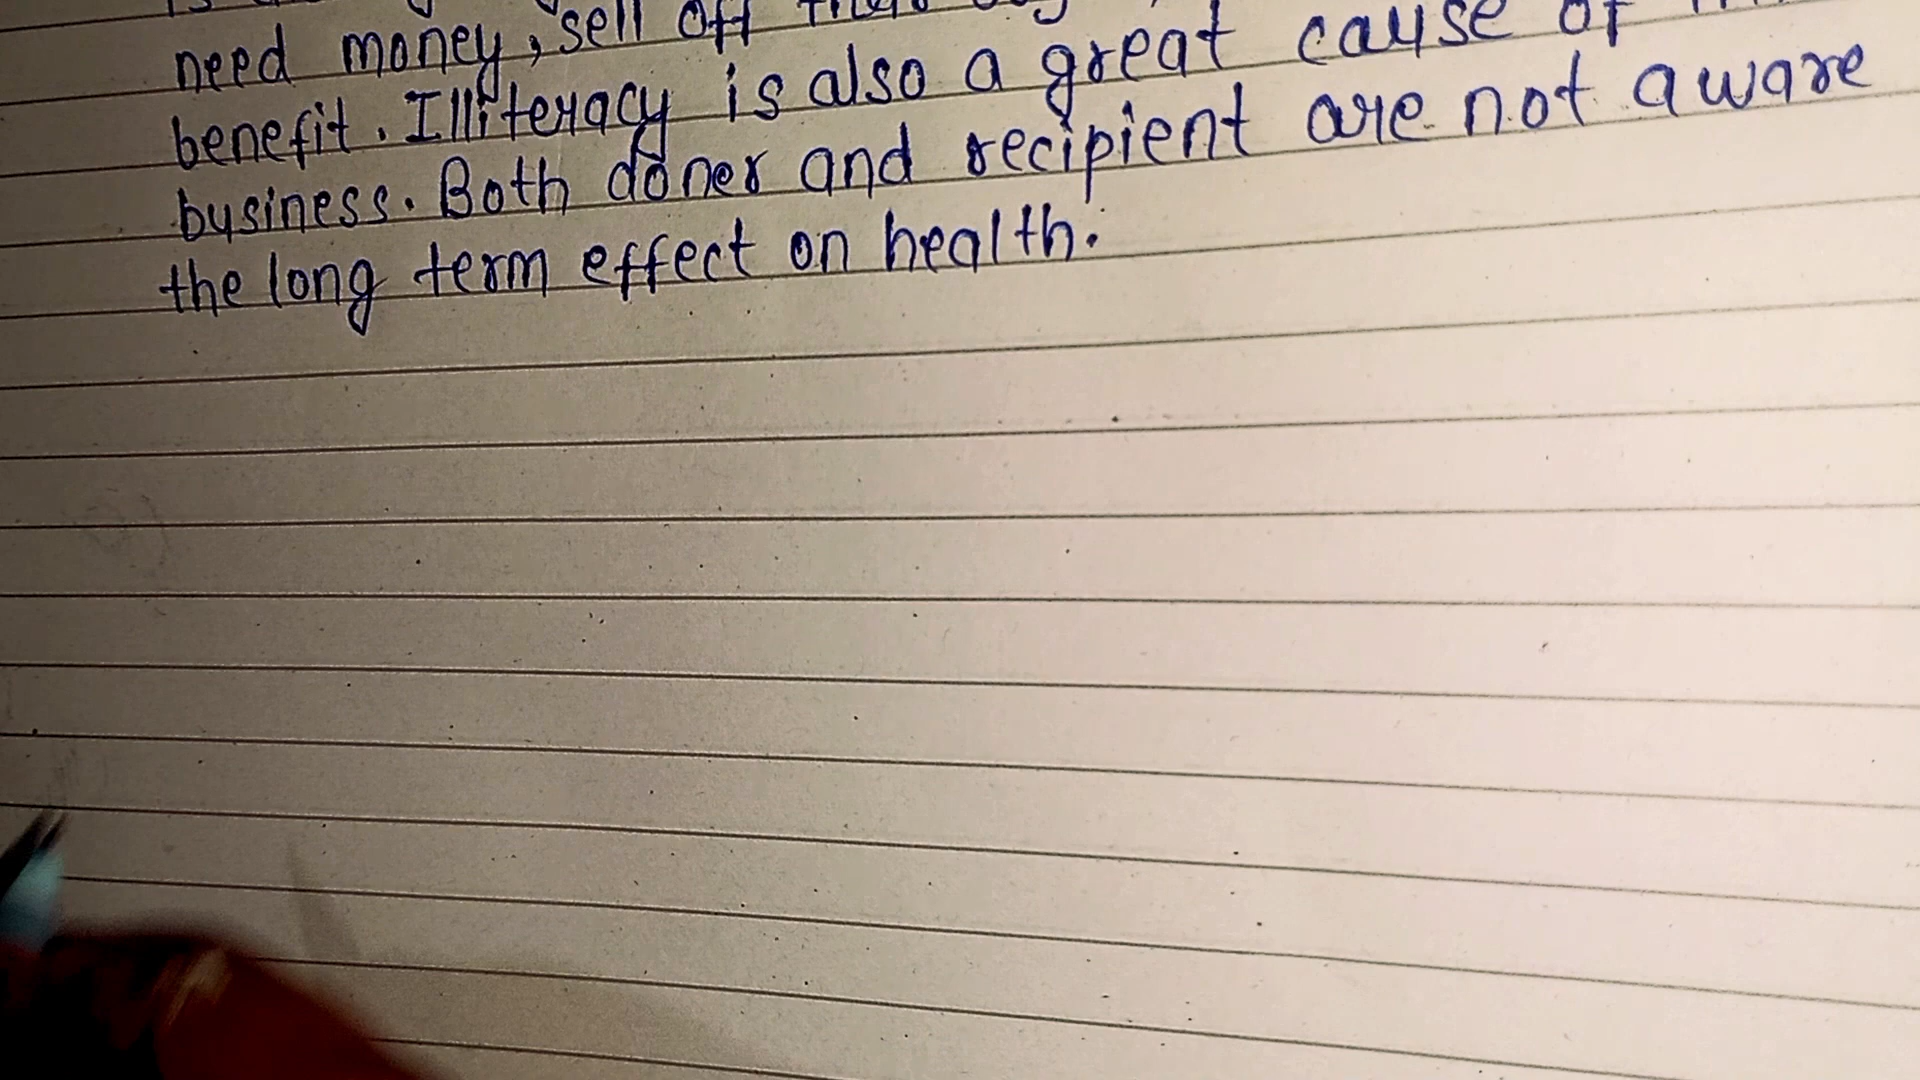 need money, sell off
benefit. Illiteracy is also a great cause of
business. Both doner and recipient are not aware
the long term effect on health.